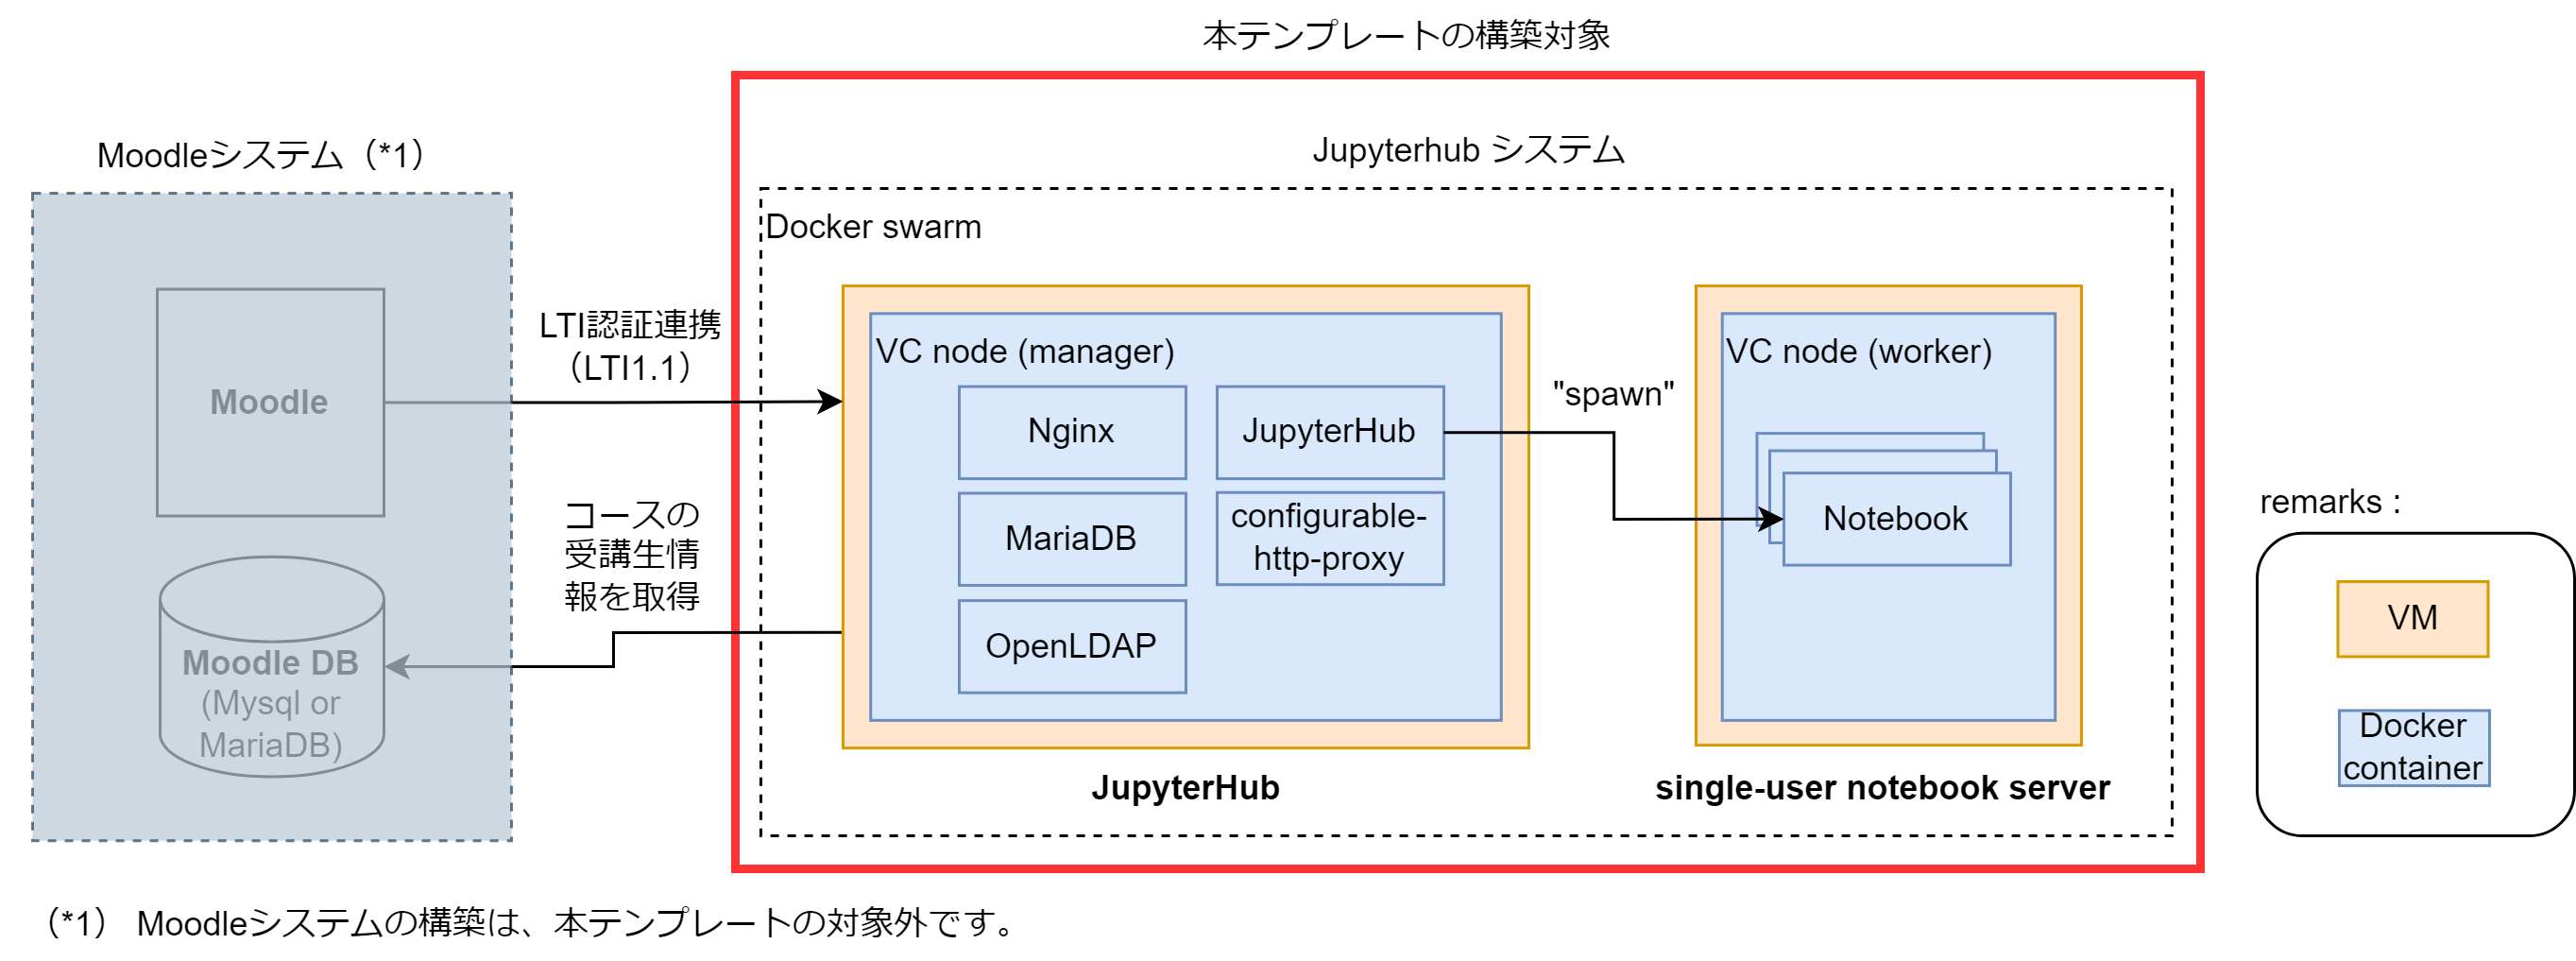 本テンプレートの構築対象
Moodleシステム（*1）
Jupyterhub システム
Docker swarm
Moodle
LTI認証連携
（LTI1.1）
コースの
受講生情
報を取得
Moodle DB
(Mysql or
MariaDB)
VC node (manager)
Nginx
JupyterHub
MariaDB
configurable-
http-proxy
OpenLDAP
JupyterHub
"spawn"
VC node (worker)
Notebook
single-user notebook server
remarks :
VM
Docker
container
（*1） Moodleシステムの構築は、本テンプレートの対象外です。